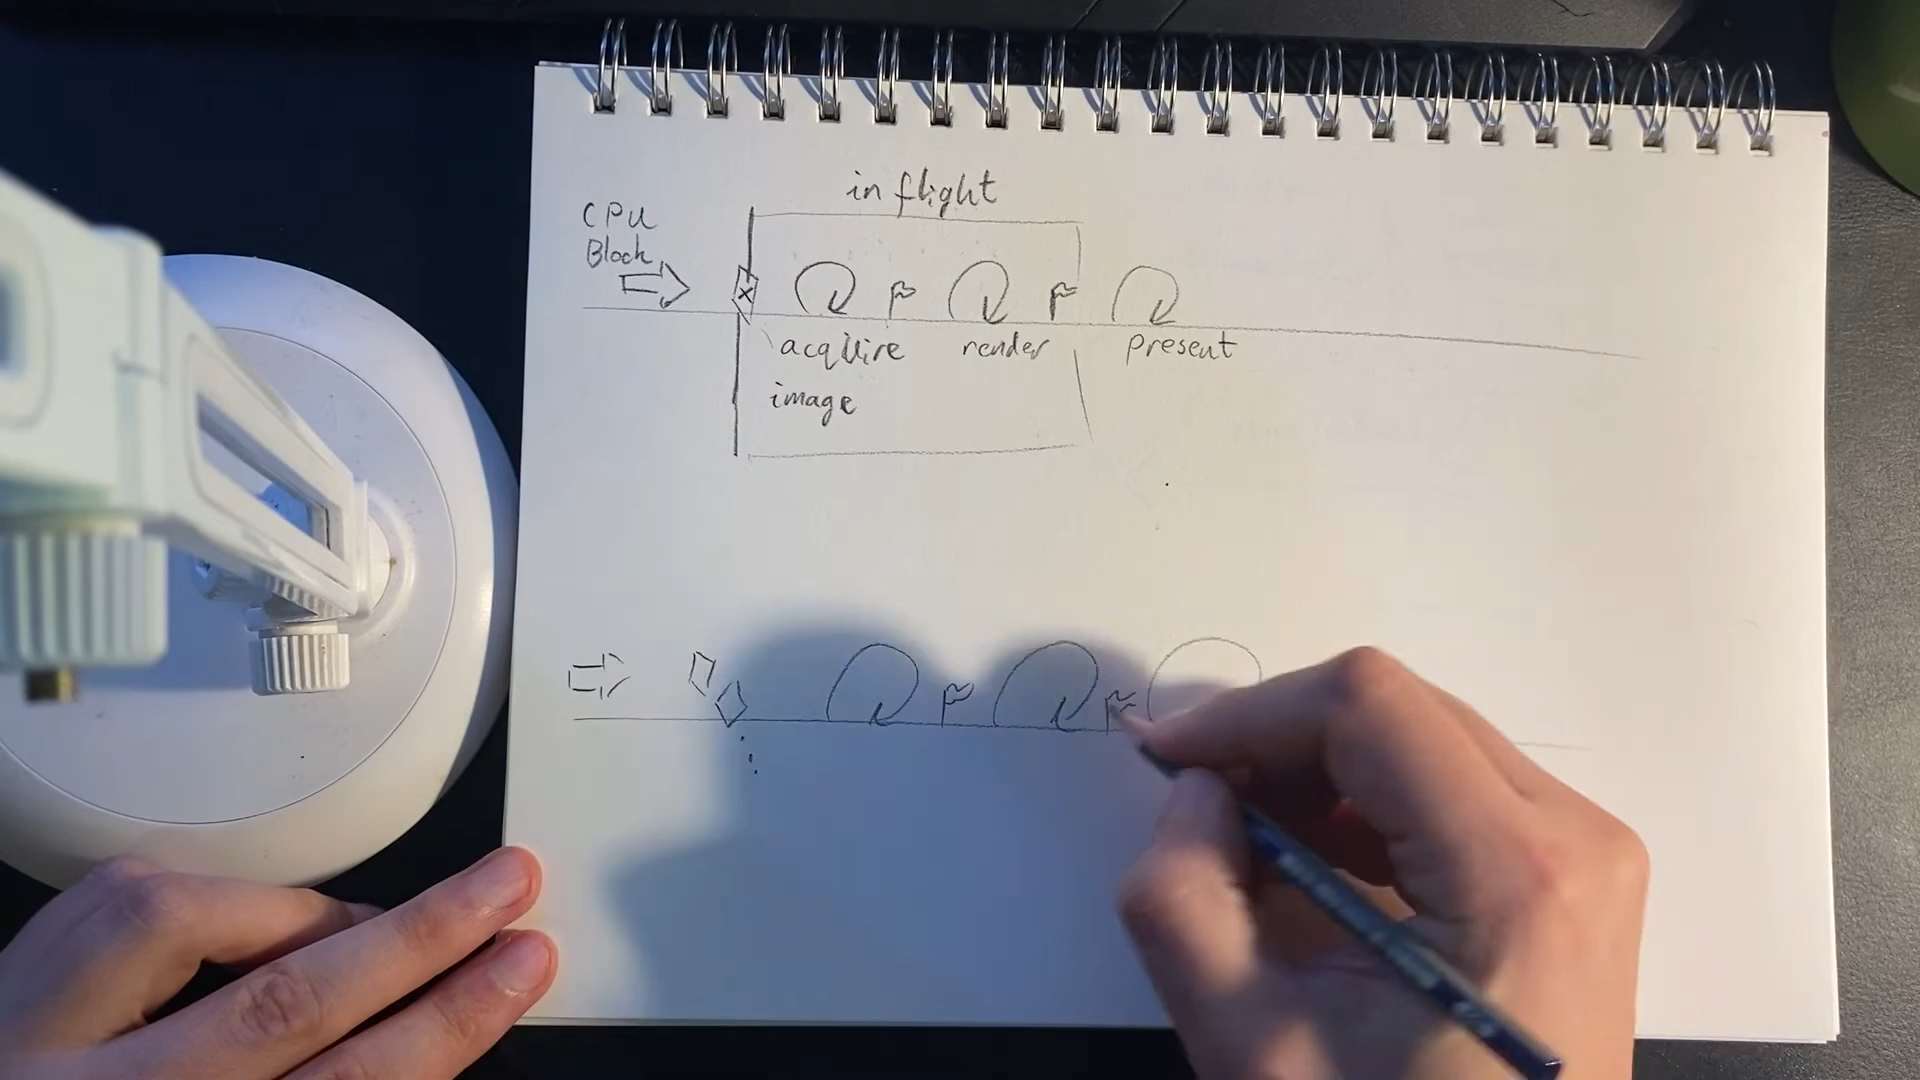 in flight
CPU
Block
x
acquire render present
image